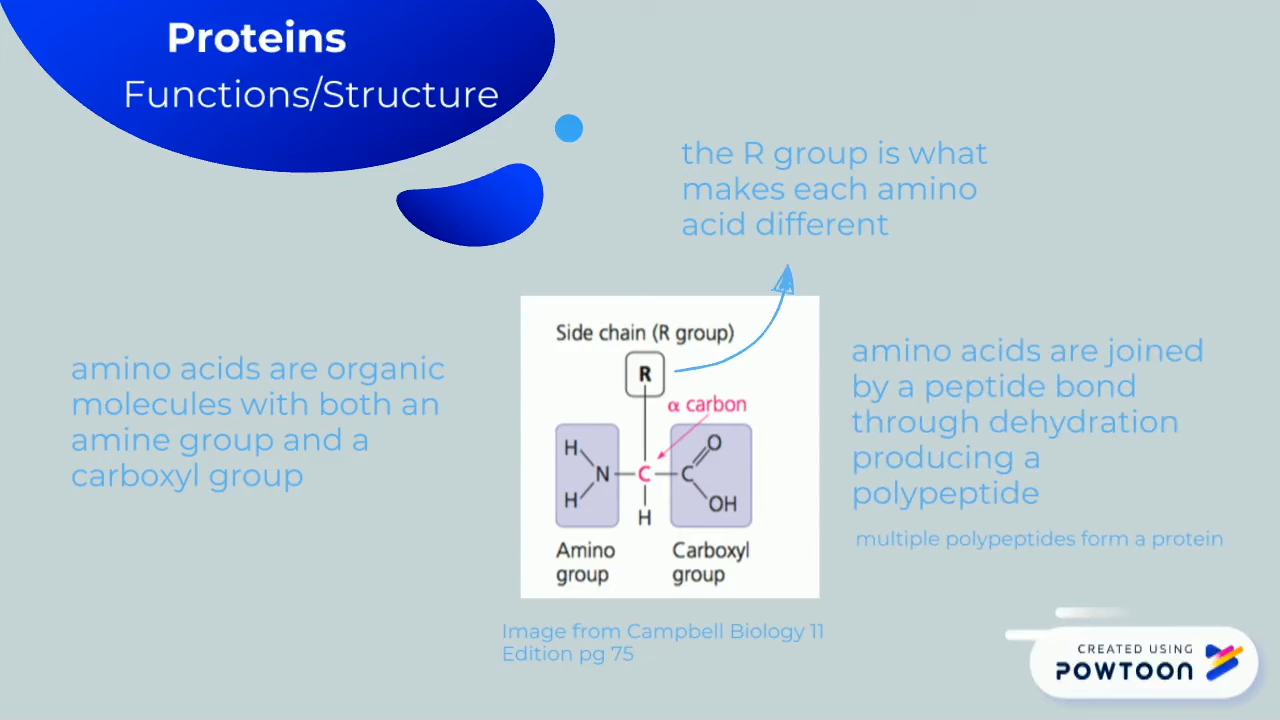 Proteins
Functions/Structure
the R group is what
makes each amino
acid different
amino acids are organic
molecules with both an
amine group and a
carboxyl group
Side chain (R group)
R
α carbon
H
O
N
C
C
H
OH
H
Amino
group
Carboxyl
group
amino acids are joined
by a peptide bond
through dehydration
producing a
polypeptide
multiple polypeptides form a protein
Image from Campbell Biology 11
Edition pg 75
CREATED USING
POWTOON